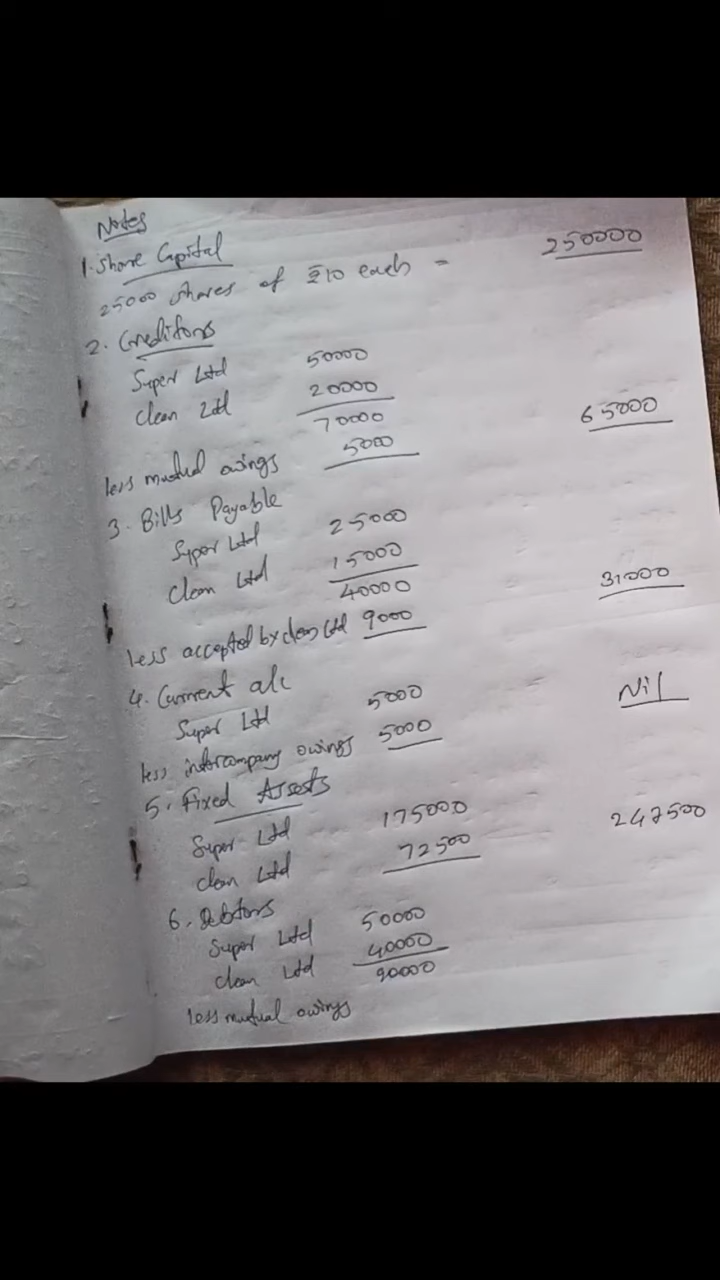 Notes
1. Share Capital
25000 shares of ₹10 each = 250000
2. Creditors
Super Ltd 50000
Clean Ltd 20000
70000
less mutual owings 5000 65000
3. Bills Payable
Super Ltd 25000
Clean Ltd 15000
40000
less accepted by clean Ltd 9000 31000
4. Current a/c
Super Ltd 5000
less intercompany owings 5000 Nil
5. Fixed Assets
Super Ltd 175000
Clean Ltd 72500 247500
6. Debtors
Super Ltd 50000
Clean Ltd 40000
90000
less mutual owings